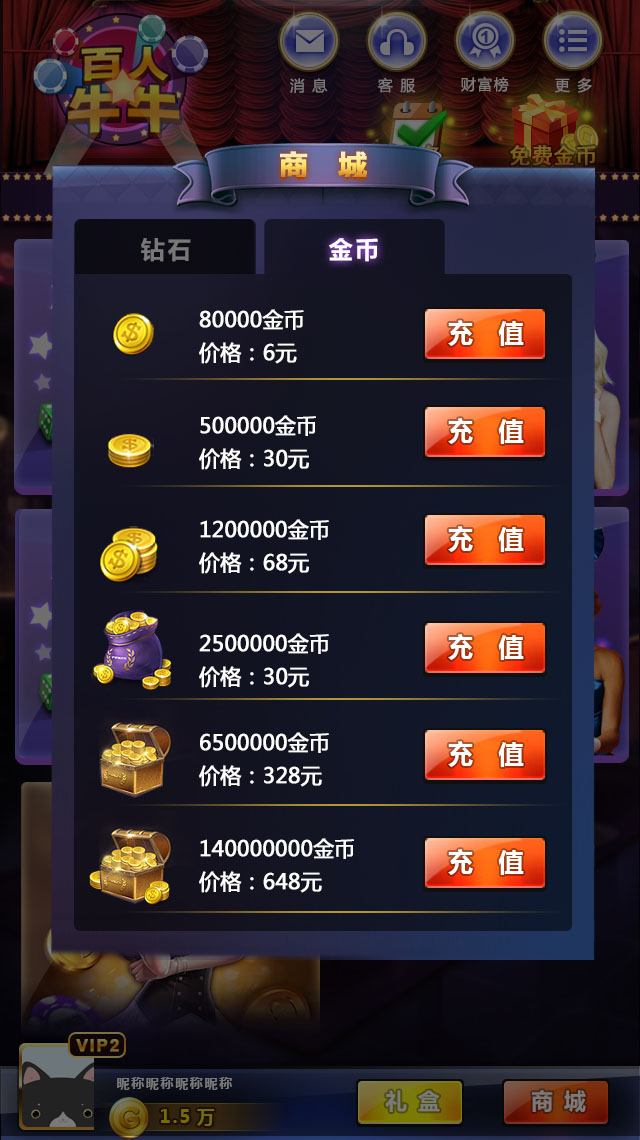 百人
牛牛
消息
客服
财富榜
更多
免费金币
商城
钻石
金币
80000金币
价格：6元
充值
500000金币
价格：30元
充值
1200000金币
价格：68元
充值
2500000金币
价格：30元
充值
6500000金币
价格：328元
充值
140000000金币
价格：648元
充值
VIP2
昵称昵称昵称昵称
G 1.5万
礼盒
商城